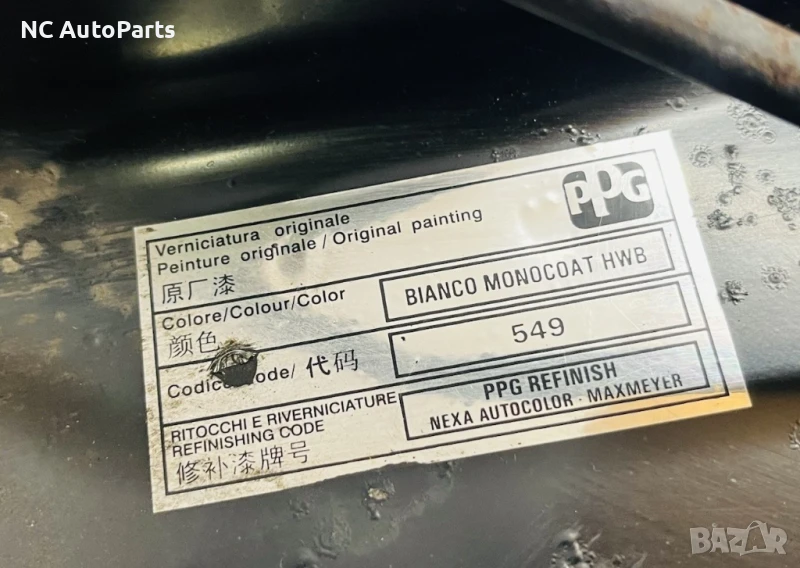 NC AutoParts
Verniciatura originale
Peinture originale / Original painting
原厂漆
PPG
Colore/Colour/Color
颜色
BIANCO MONOCOAT HWB
代码
549
RITOCCHI E RIVERNICIATURE
REFINISHING CODE
修补漆牌号
PPG REFINISH
NEXA AUTOCOLOR - MAXMEYER
BAZAR